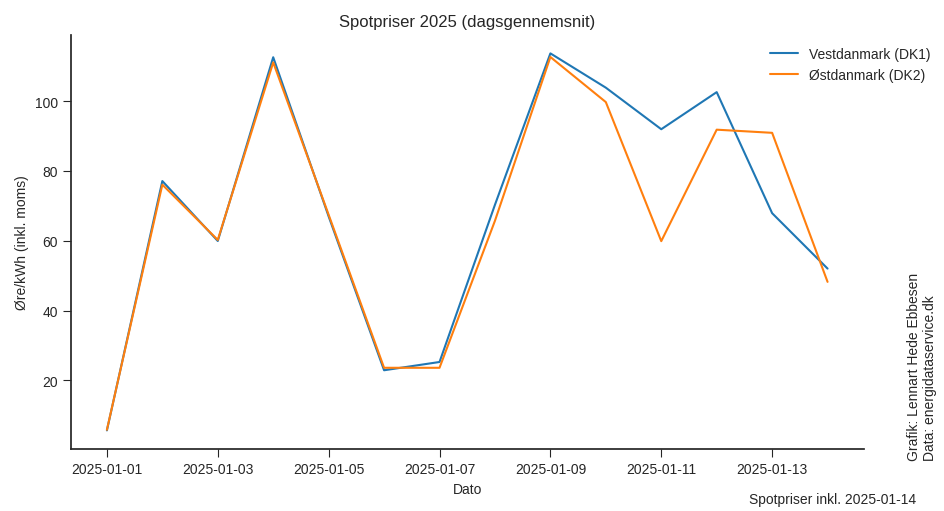 Spotpriser 2025 (dagsgennemsnit)
Vestdanmark (DK1)
Østdanmark (DK2)
Øre/kWh (inkl. moms)
100
80
60
40
20
2025-01-01
2025-01-03
2025-01-05
2025-01-07
2025-01-09
2025-01-11
2025-01-13
Dato
Grafik: Lennart Hede Ebbesen
Data: energidataservice.dk
Spotpriser inkl. 2025-01-14